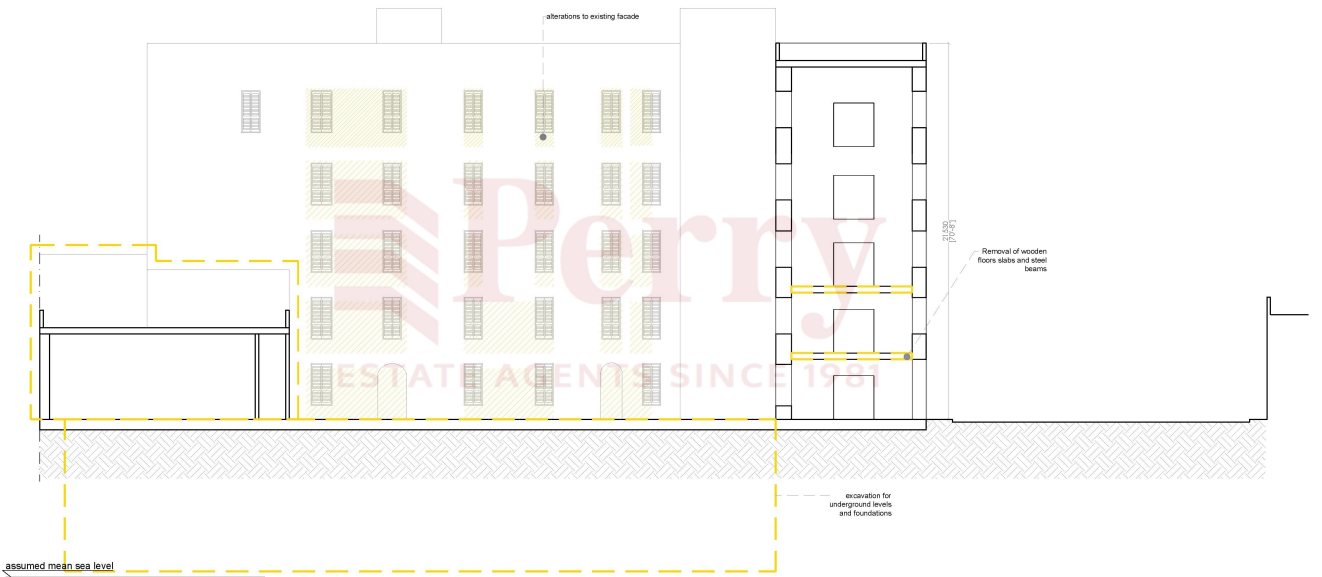 alterations to existing facade
Perry
ESTATE AGENTS SINCE 1981
21530
[70'-8"]
Removal of wooden
floors slabs and steel
beams
excavation for
underground levels
and foundations
assumed mean sea level